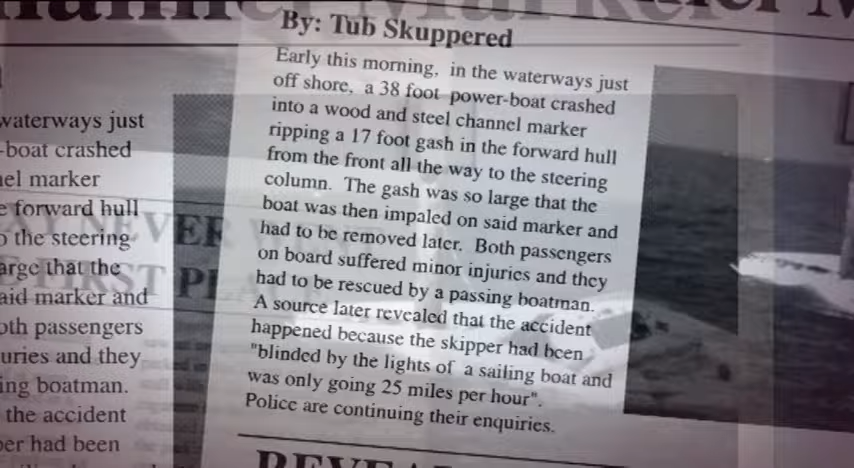 By: Tub Skuppered
Early this morning, in the waterways just
off shore, a 38 foot power-boat crashed
into a wood and steel channel marker
ripping a 17 foot gash in the forward hull
from the front all the way to the steering
column. The gash was so large that the
boat was then impaled on said marker and
had to be removed later. Both passengers
on board suffered minor injuries and they
had to be rescued by a passing boatman.
A source later revealed that the accident
happened because the skipper had been
"blinded by the lights of a sailing boat and
was only going 25 miles per hour".
Police are continuing their enquiries.
waterways just
-boat crashed
nel marker
e forward hull
o the steering
arge that the
aid marker and
oth passengers
uries and they
ing boatman.
the accident
per had been
NEVER
FIRST PL